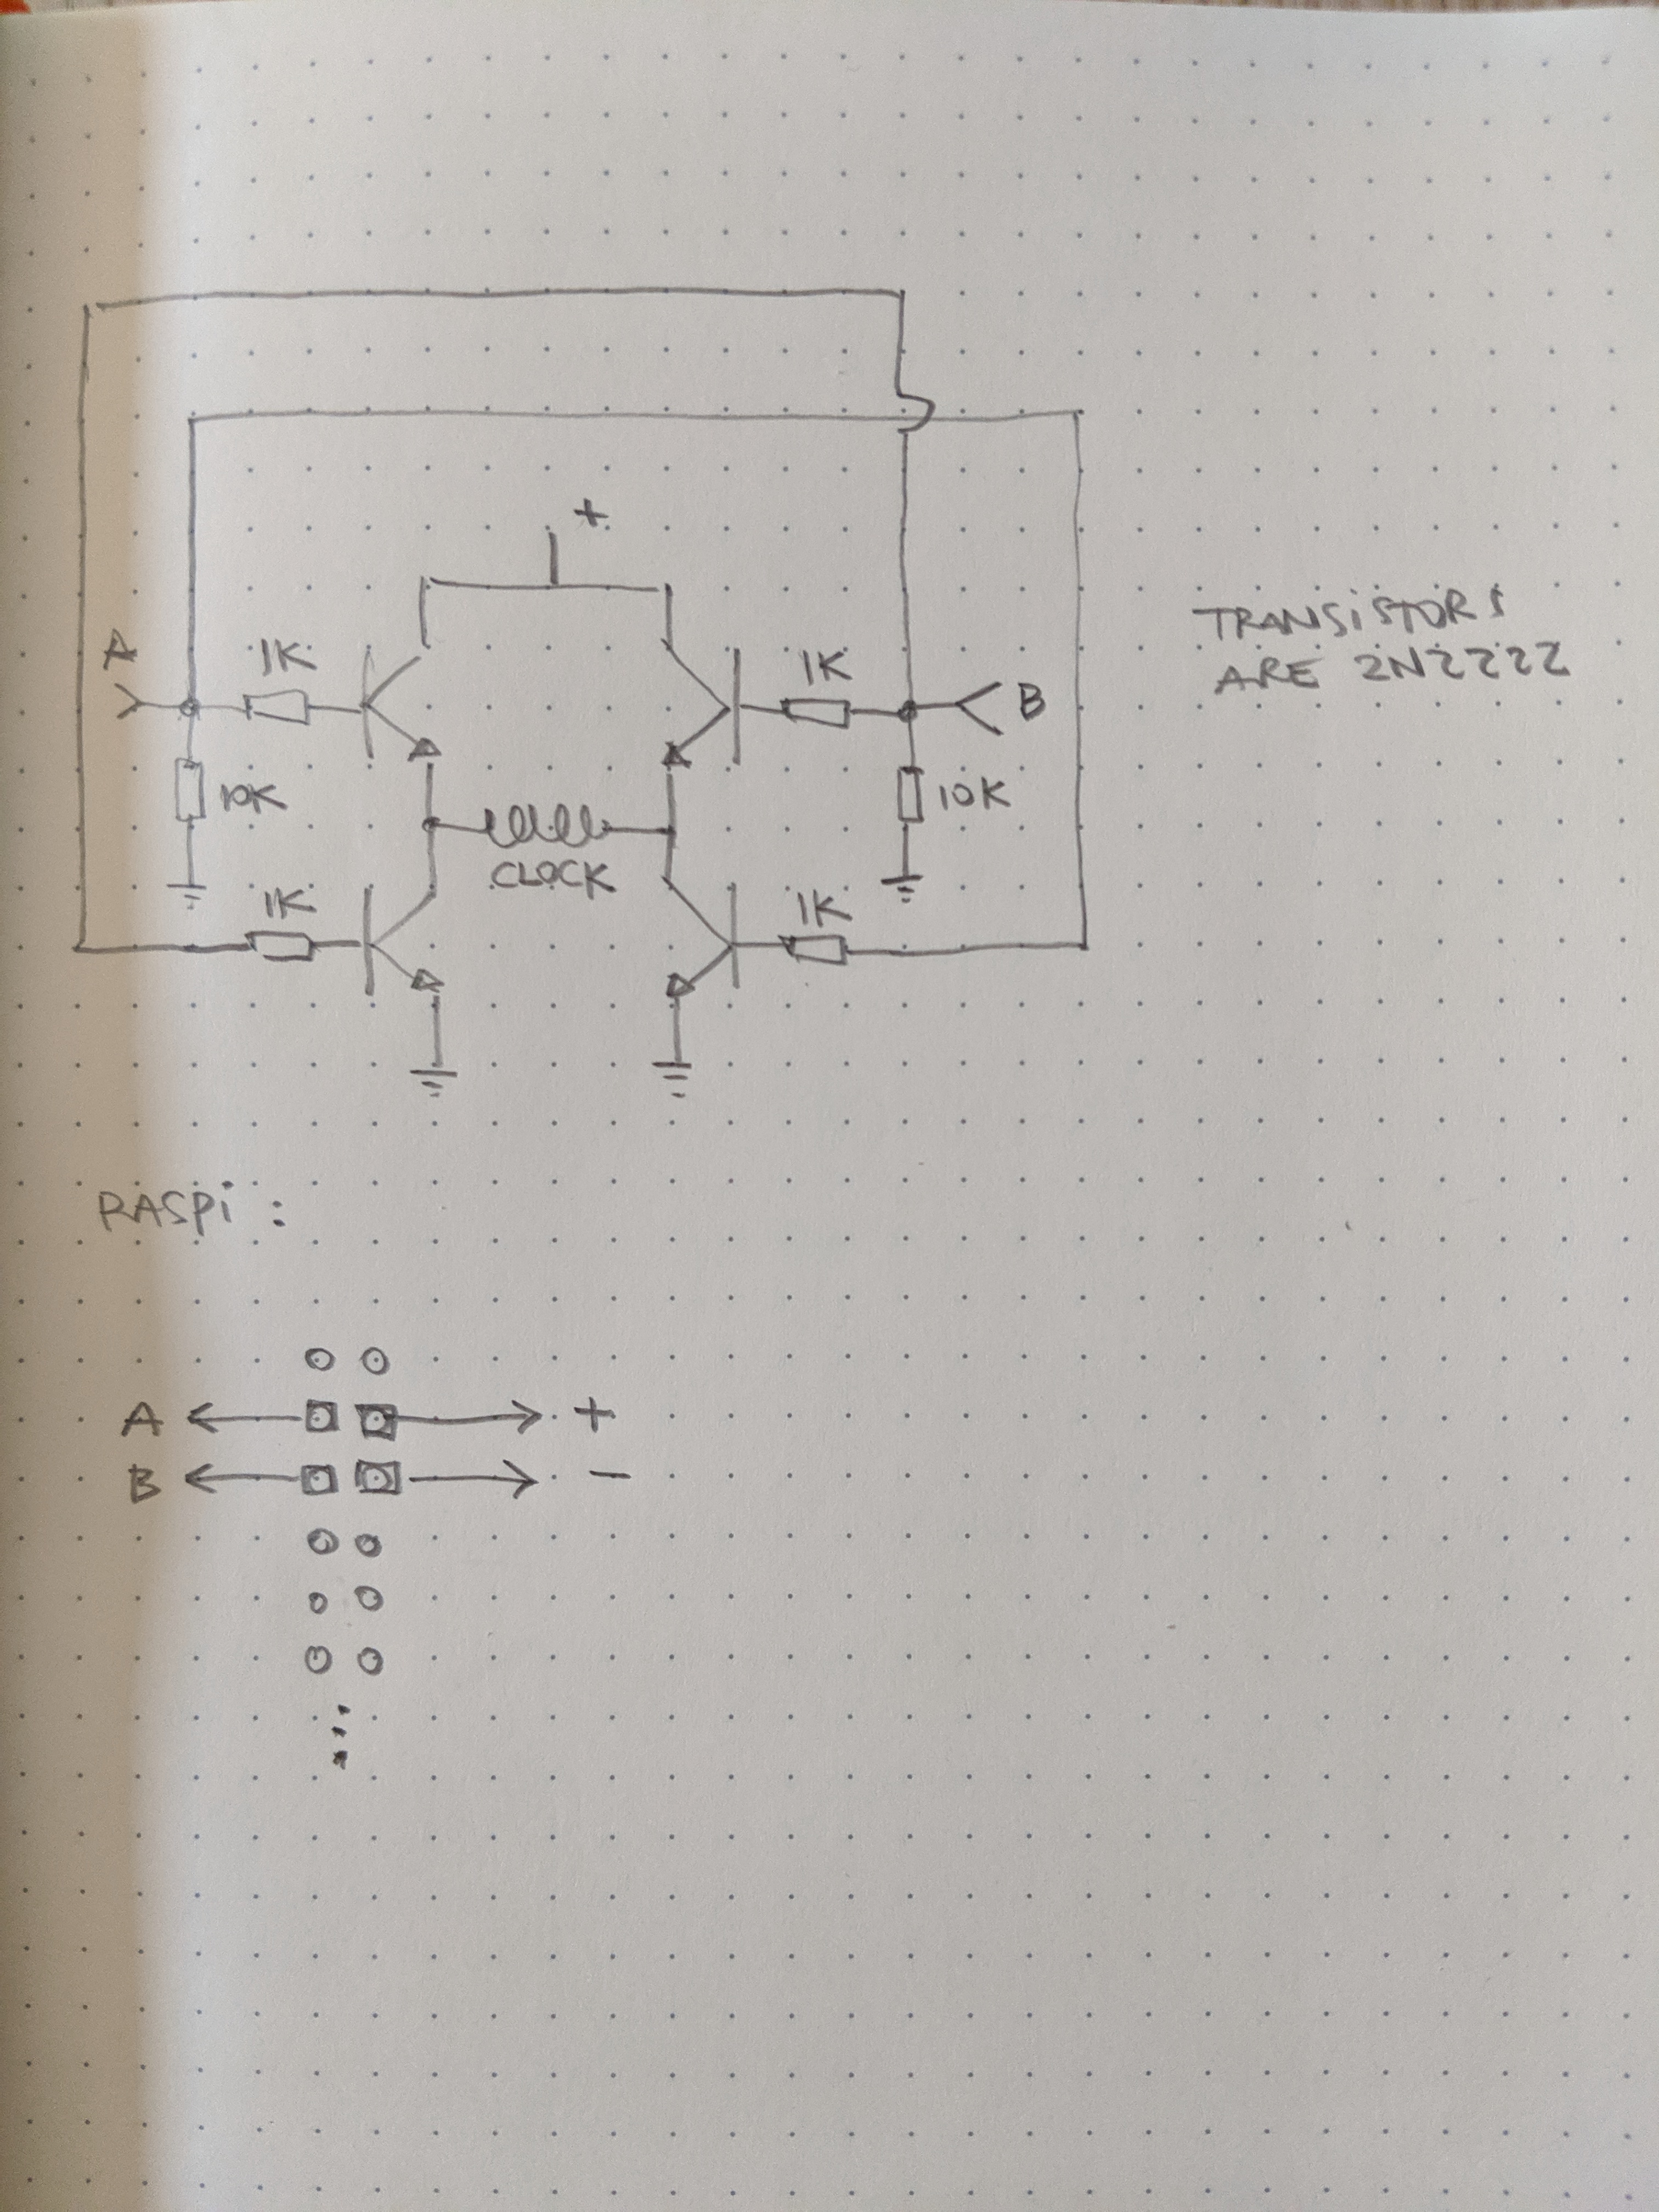 +
A
1K
1K
B
TRANSISTORS
ARE 2N2222
10K
10K
CLOCK
1K
1K
RASPi :
A
+
B
-